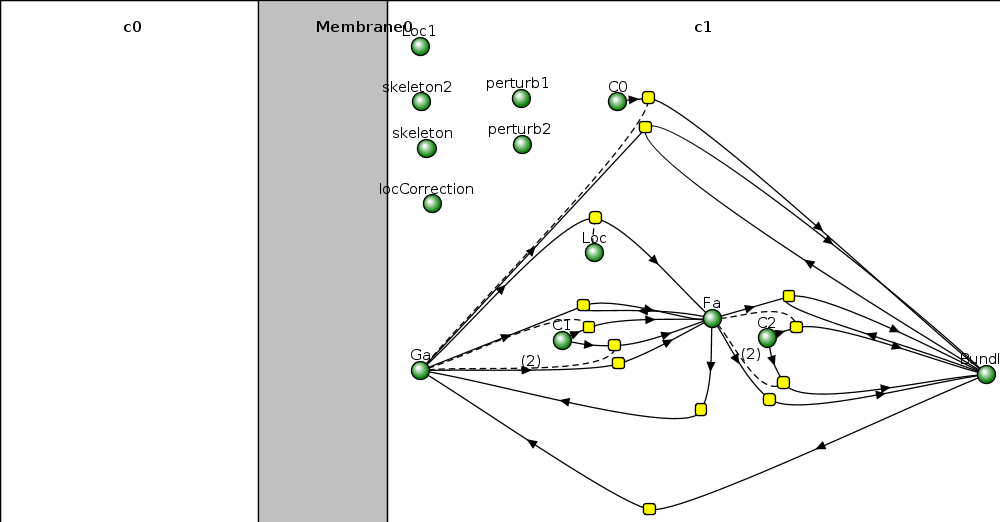 c0
Membrane0
c1
Loc1
skeleton2
perturb1
C0
skeleton
perturb2
locCorrection
Loc
Fa
C1
C2
Ga
(2)
(2)
Bundl